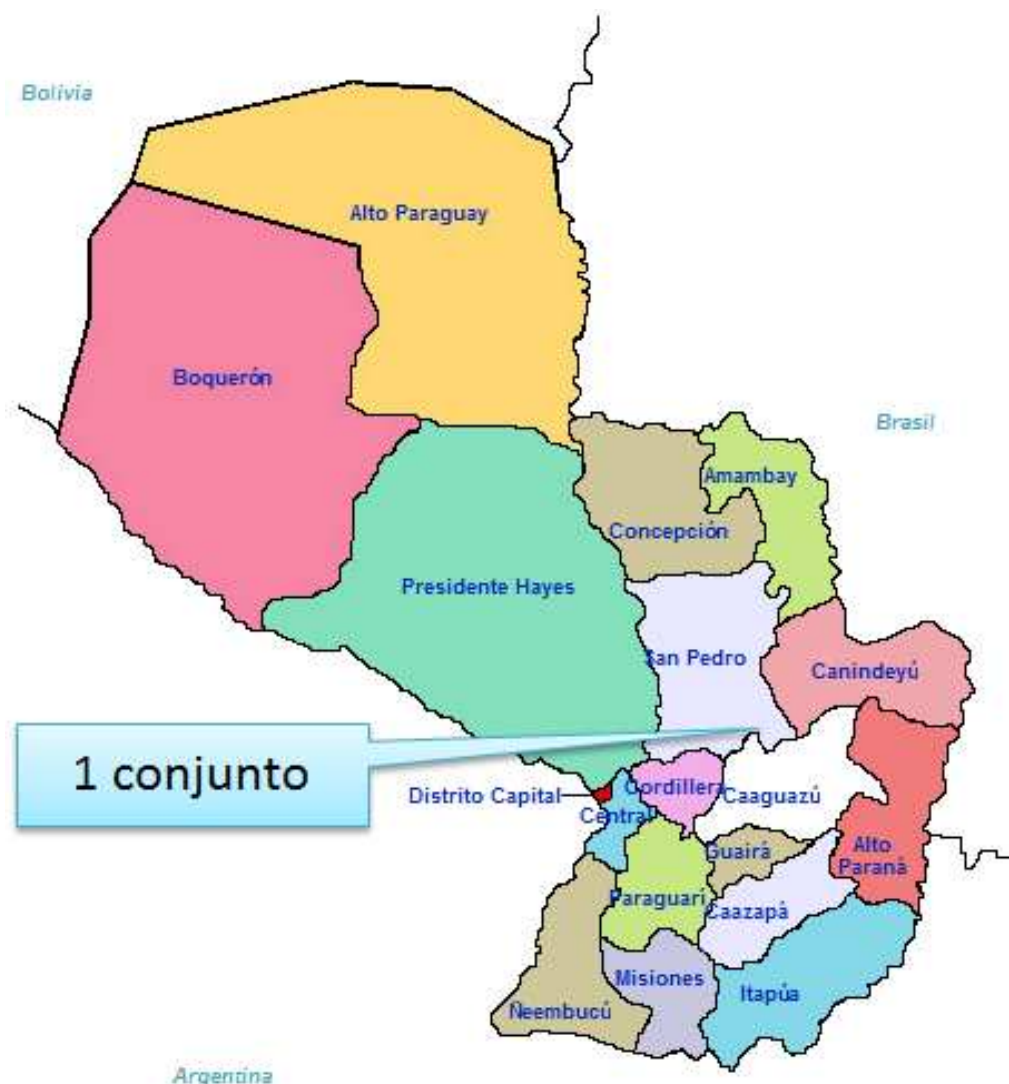 Bolivia
Alto Paraguay
Boquerón
Brasil
Amambay
Concepción
Presidente Hayes
San Pedro
Canindeyú
1 conjunto
Distrito Capital
Cordillera
Caaguazú
Central
Guairá
Alto
Paraná
Paraguarí
Caazapá
Misiones
Itapúa
Ñeembucú
Argentina